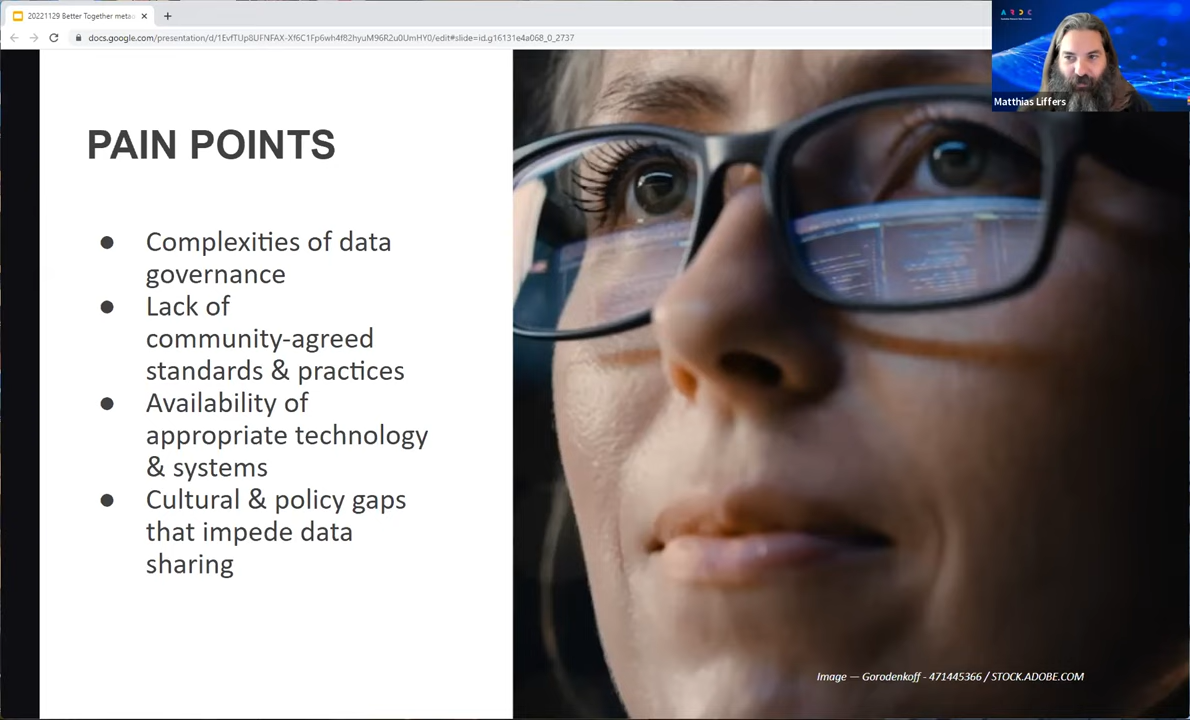 20221129 Better Together meta
docs.google.com/presentation/d/1EvfTUp8UFNFAX-Xf6C1Fp6wh4f82hyuM96R2u0UmHY0/edit#slide=id.g16131e4a068_0_2737
ARDC
Matthias Liffers
PAIN POINTS
● Complexities of data
governance
● Lack of
community-agreed
standards & practices
● Availability of
appropriate technology
& systems
● Cultural & policy gaps
that impede data
sharing
Image — Gorodenkoff - 471445366 / STOCK.ADOBE.COM